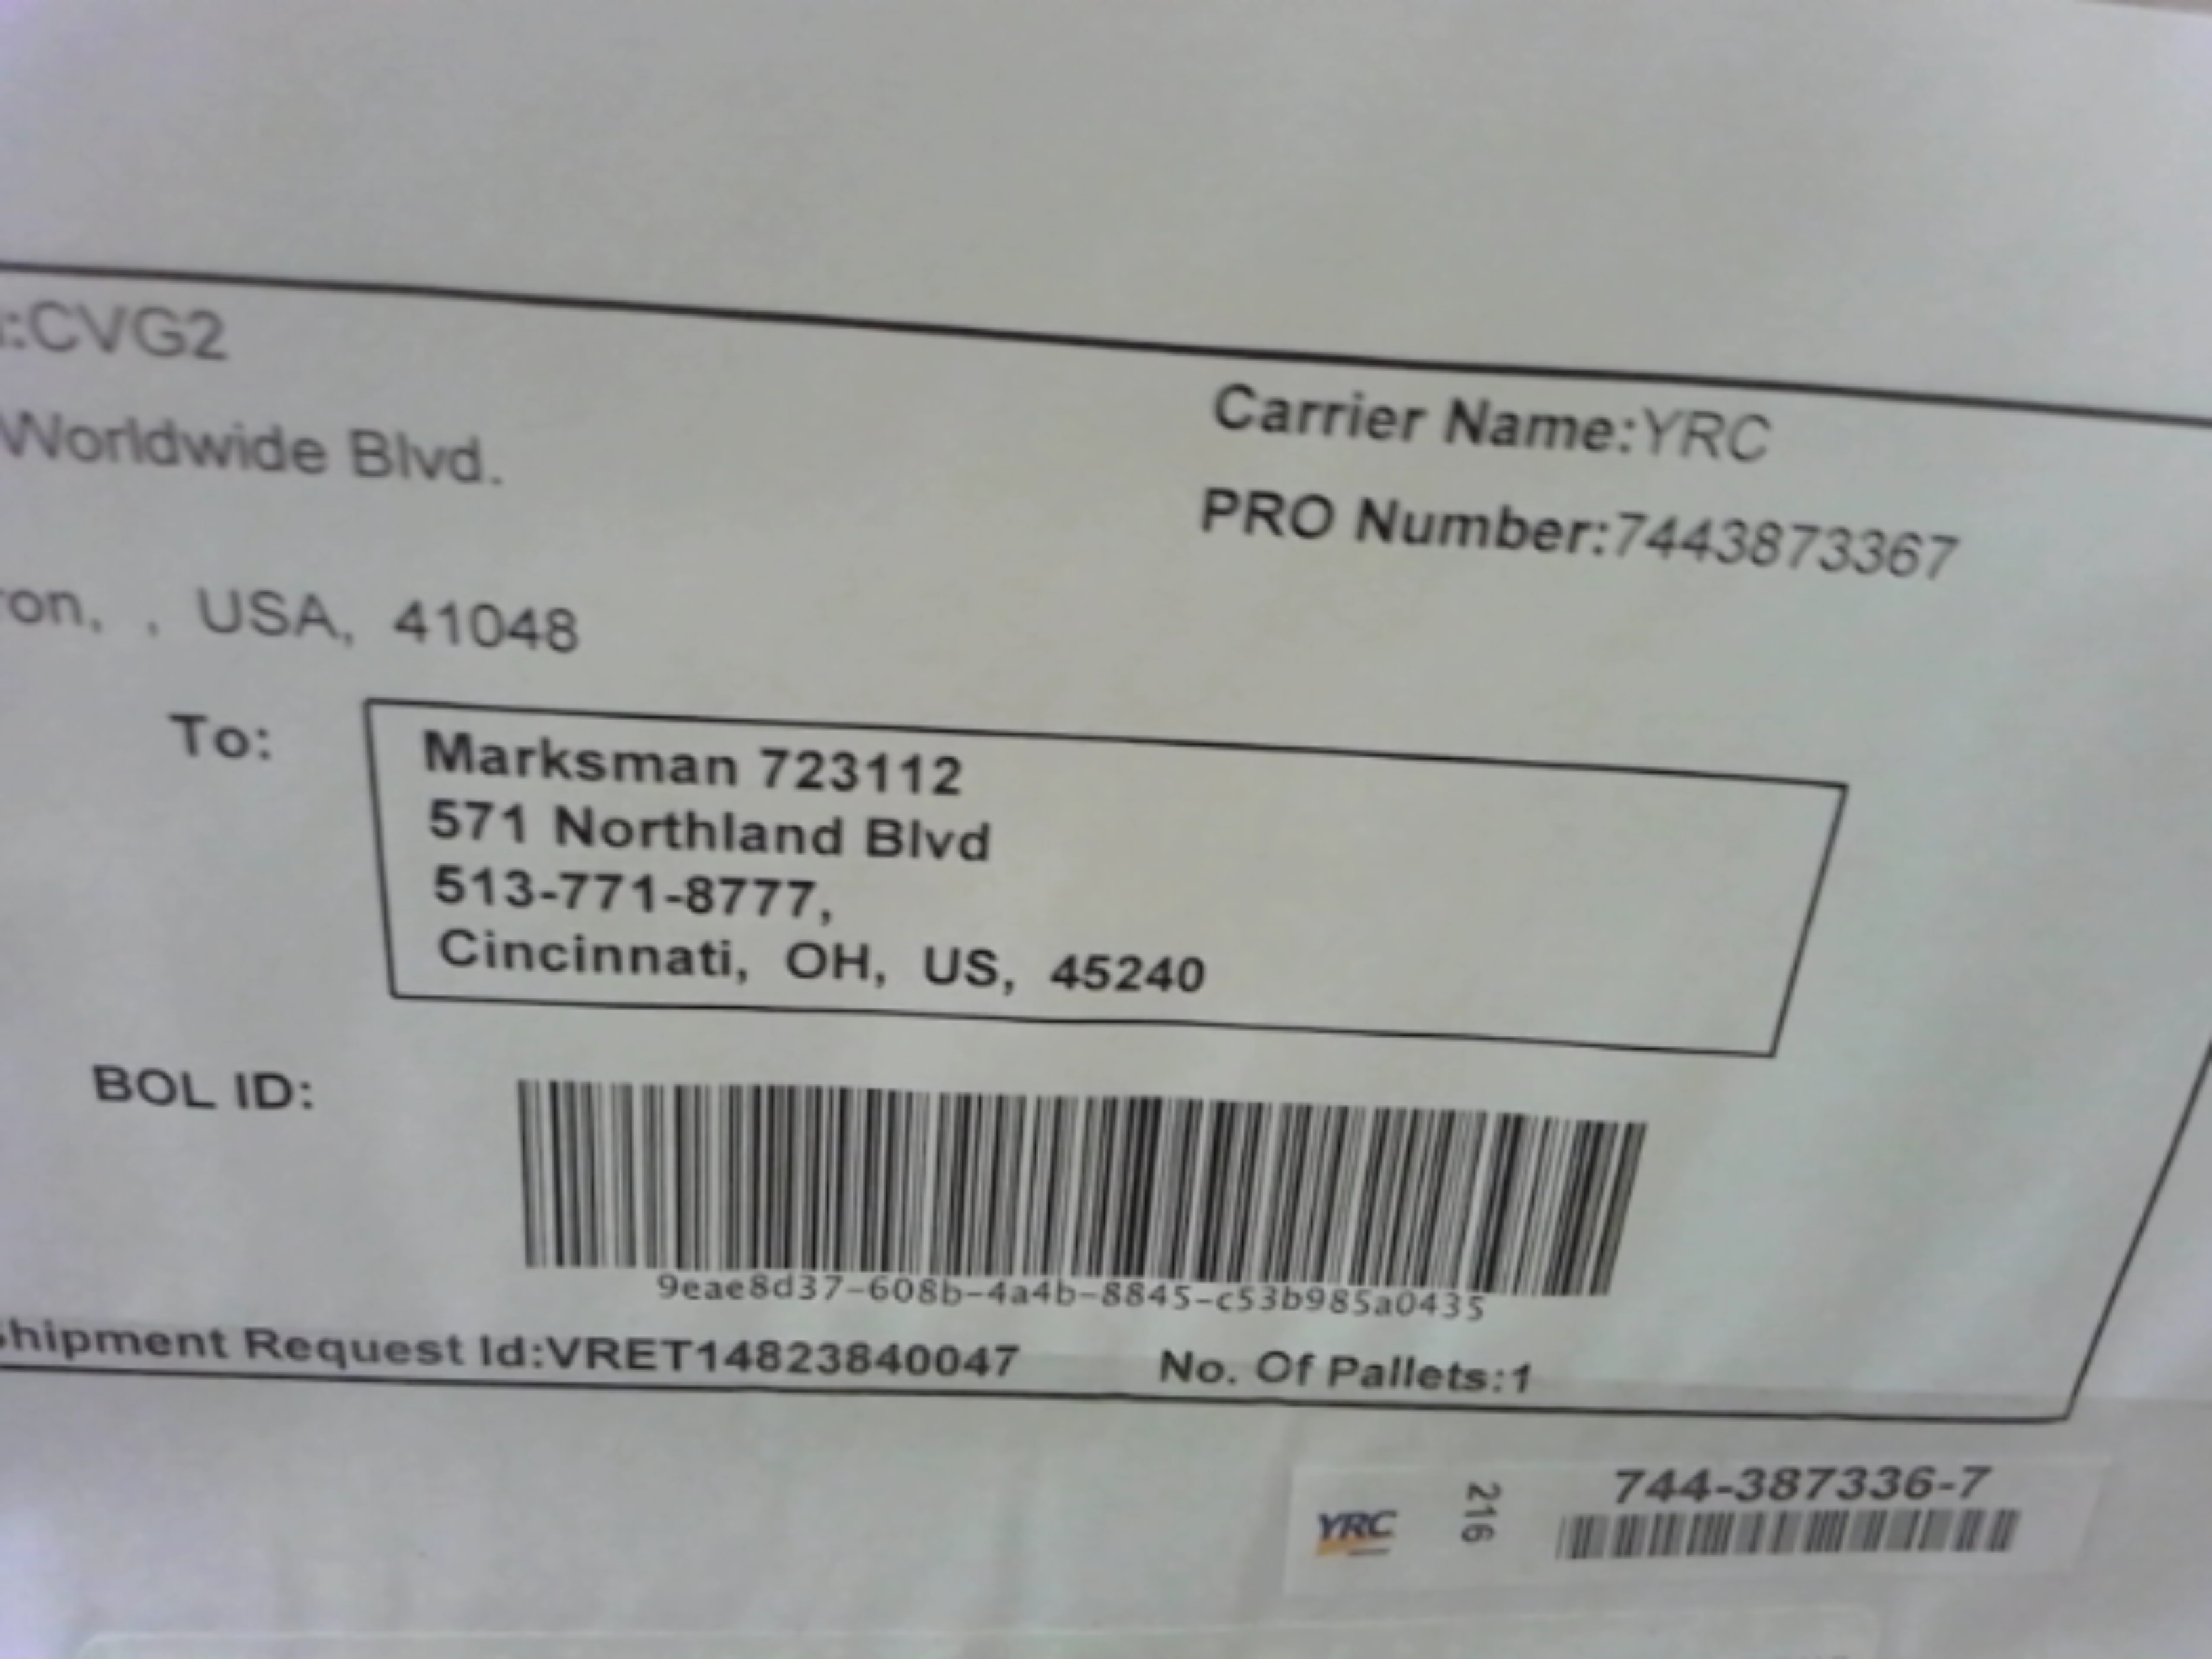 :CVG2
Carrier Name:YRC
Worldwide Blvd.
PRO Number:7443873367
ron, , USA, 41048
To:
Marksman 723112
571 Northland Blvd
513-771-8777,
Cincinnati, OH, US, 45240
BOL ID:
9eae8d37-608b-4a4b-8845-c53b985a0435
Shipment Request Id:VRET14823840047 No. Of Pallets:1
YRC
216
744-387336-7